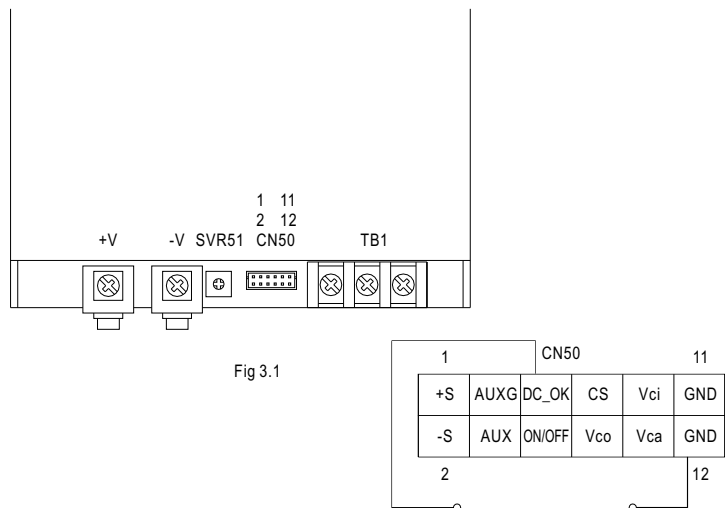 1 11
2 12
+V -V SVR51 CN50 TB1
Fig 3.1
1 CN50 11
+S AUXG DC_OK CS Vci GND
-S AUX ON/OFF Vco Vca GND
2 12